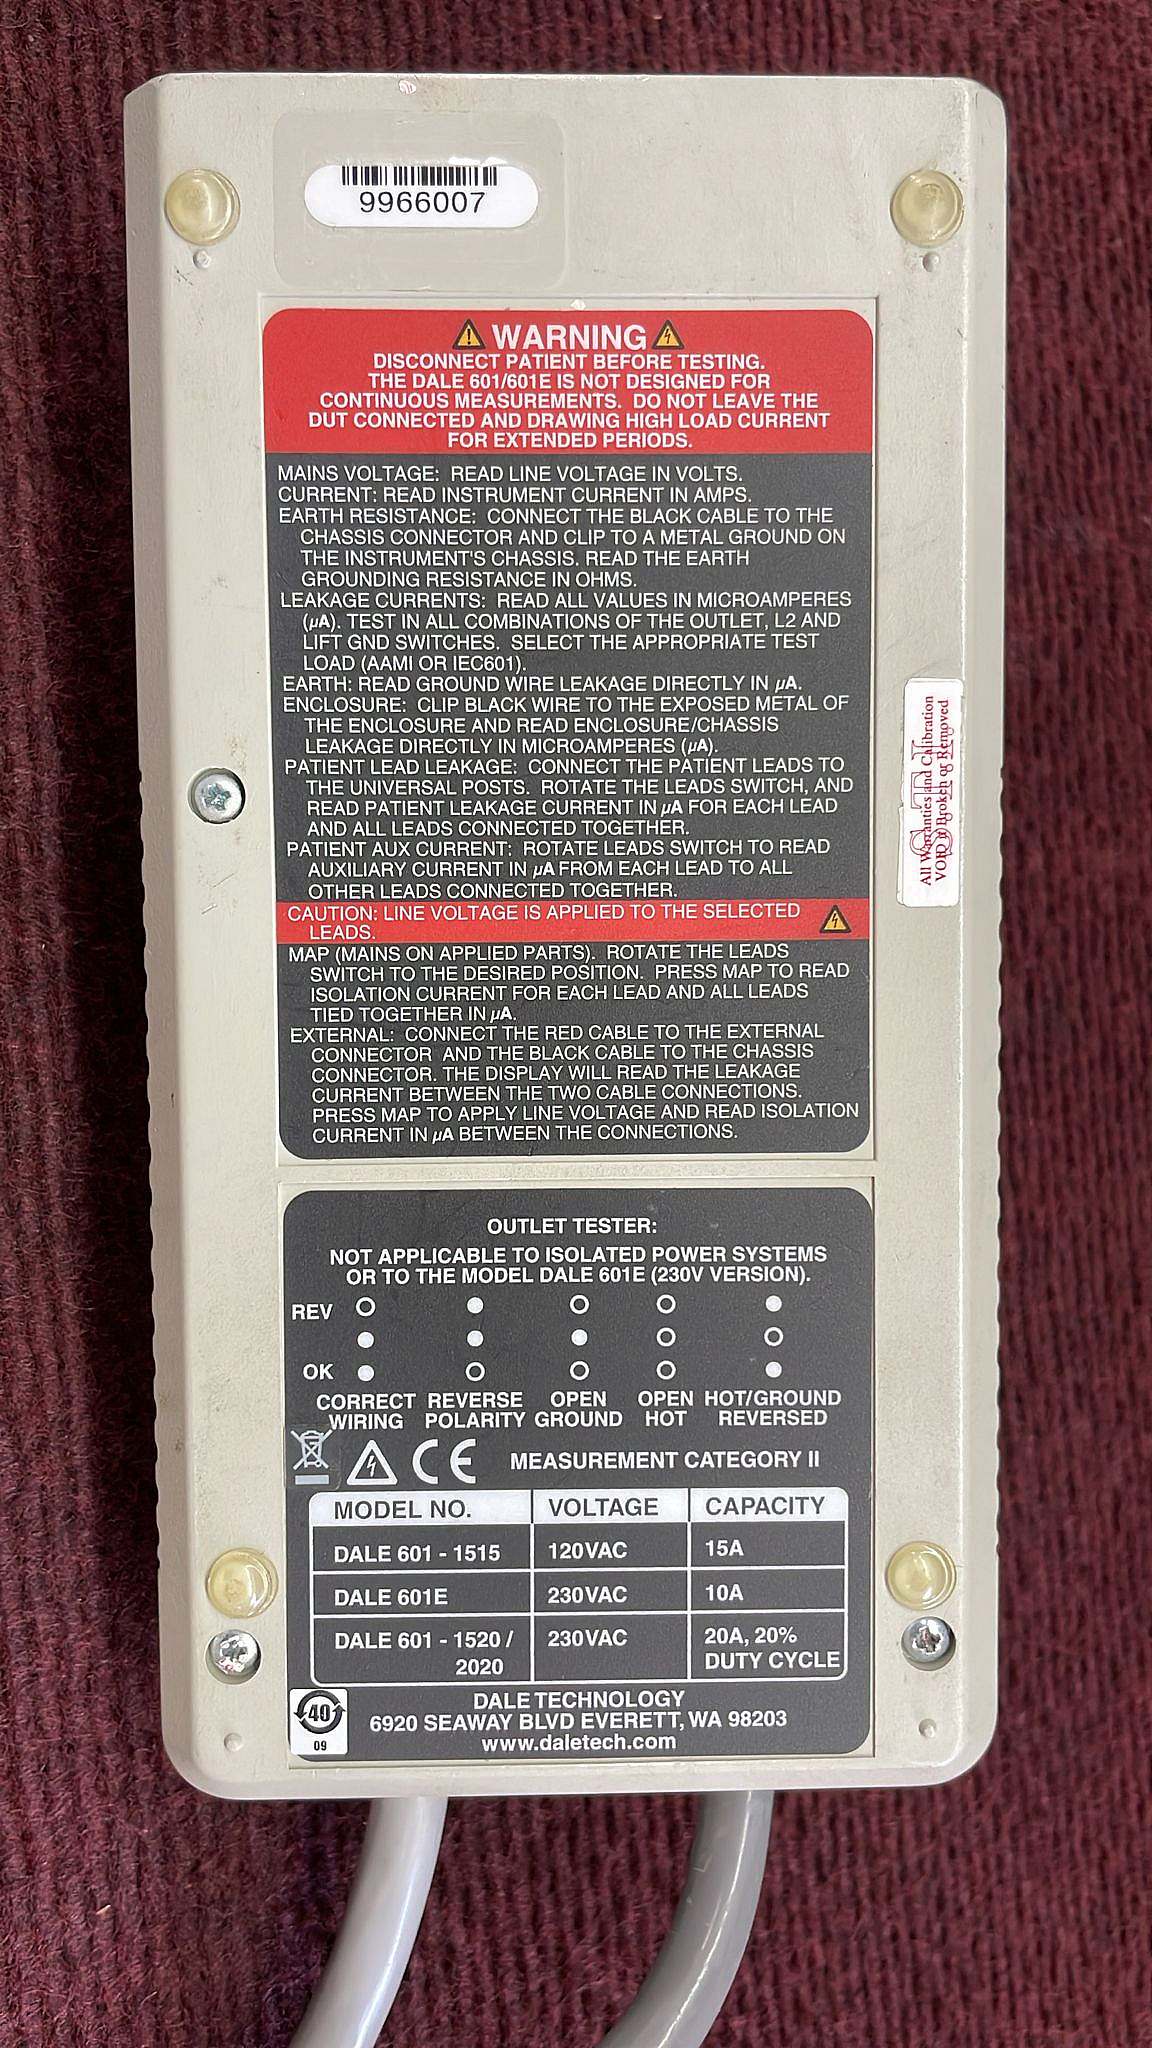 9966007
WARNING
DISCONNECT PATIENT BEFORE TESTING.
THE DALE 601/601E IS NOT DESIGNED FOR
CONTINUOUS MEASUREMENTS. DO NOT LEAVE THE
DUT CONNECTED AND DRAWING HIGH LOAD CURRENT
FOR EXTENDED PERIODS.
MAINS VOLTAGE: READ LINE VOLTAGE IN VOLTS.
CURRENT: READ INSTRUMENT CURRENT IN AMPS.
EARTH RESISTANCE: CONNECT THE BLACK CABLE TO THE
CHASSIS CONNECTOR AND CLIP TO A METAL GROUND ON
THE INSTRUMENT'S CHASSIS. READ THE EARTH
GROUNDING RESISTANCE IN OHMS.
LEAKAGE CURRENTS: READ ALL VALUES IN MICROAMPERES
(µA). TEST IN ALL COMBINATIONS OF THE OUTLET, L2 AND
LIFT GND SWITCHES. SELECT THE APPROPRIATE TEST
LOAD (AAMI OR IEC601).
EARTH: READ GROUND WIRE LEAKAGE DIRECTLY IN µA.
ENCLOSURE: CLIP BLACK WIRE TO THE EXPOSED METAL OF
THE ENCLOSURE AND READ ENCLOSURE/CHASSIS
LEAKAGE DIRECTLY IN MICROAMPERES (µA).
PATIENT LEAD LEAKAGE: CONNECT THE PATIENT LEADS TO
THE UNIVERSAL POSTS. ROTATE THE LEADS SWITCH, AND
READ PATIENT LEAKAGE CURRENT IN µA FOR EACH LEAD
AND ALL LEADS CONNECTED TOGETHER.
PATIENT AUX CURRENT: ROTATE LEADS SWITCH TO READ
AUXILIARY CURRENT IN µA FROM EACH LEAD TO ALL
OTHER LEADS CONNECTED TOGETHER.
CAUTION: LINE VOLTAGE IS APPLIED TO THE SELECTED
LEADS.
MAP (MAINS ON APPLIED PARTS). ROTATE THE LEADS
SWITCH TO THE DESIRED POSITION. PRESS MAP TO READ
ISOLATION CURRENT FOR EACH LEAD AND ALL LEADS
TIED TOGETHER IN µA.
EXTERNAL: CONNECT THE RED CABLE TO THE EXTERNAL
CONNECTOR AND THE BLACK CABLE TO THE CHASSIS
CONNECTOR. THE DISPLAY WILL READ THE LEAKAGE
CURRENT BETWEEN THE TWO CABLE CONNECTIONS.
PRESS MAP TO APPLY LINE VOLTAGE AND READ ISOLATION
CURRENT IN µA BETWEEN THE CONNECTIONS.
All Warranties and Calibration
VOID if Broken or Removed
OUTLET TESTER:
NOT APPLICABLE TO ISOLATED POWER SYSTEMS
OR TO THE MODEL DALE 601E (230V VERSION).
REV
OK
CORRECT WIRING
REVERSE POLARITY
OPEN GROUND
OPEN HOT
HOT/GROUND REVERSED
CE MEASUREMENT CATEGORY II
MODEL NO. VOLTAGE CAPACITY
DALE 601 - 1515 120VAC 15A
DALE 601E 230VAC 10A
DALE 601 - 1520 / 2020 230VAC 20A, 20% DUTY CYCLE
40
09
DALE TECHNOLOGY
6920 SEAWAY BLVD EVERETT, WA 98203
www.daletech.com